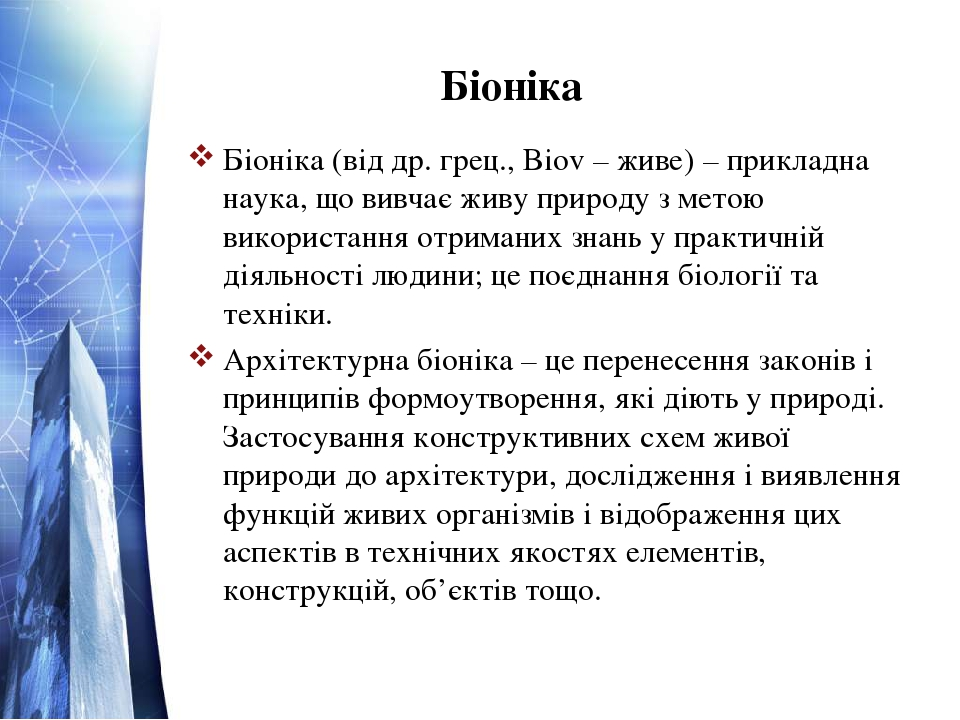 Біоніка
Біоніка (від др. грец., Biov – живе) – прикладна
наука, що вивчає живу природу з метою
використання отриманих знань у практичній
діяльності людини; це поєднання біології та
техніки.
Архітектурна біоніка – це перенесення законів і
принципів формоутворення, які діють у природі.
Застосування конструктивних схем живої
природи до архітектури, дослідження і виявлення
функцій живих організмів і відображення цих
аспектів в технічних якостях елементів,
конструкцій, об’єктів тощо.